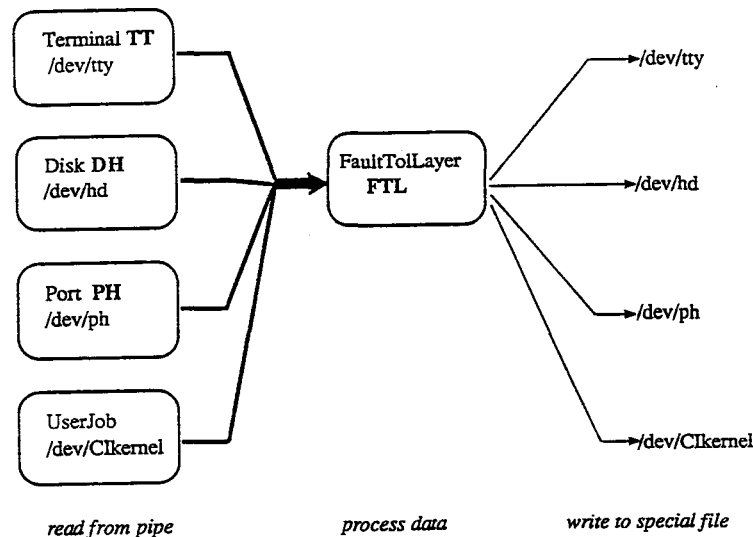 Terminal TT
/dev/tty
Disk DH
/dev/hd
Port PH
/dev/ph
UserJob
/dev/CIkernel
FaultTolLayer
FTL
/dev/tty
/dev/hd
/dev/ph
/dev/CIkernel
read from pipe
process data
write to special file